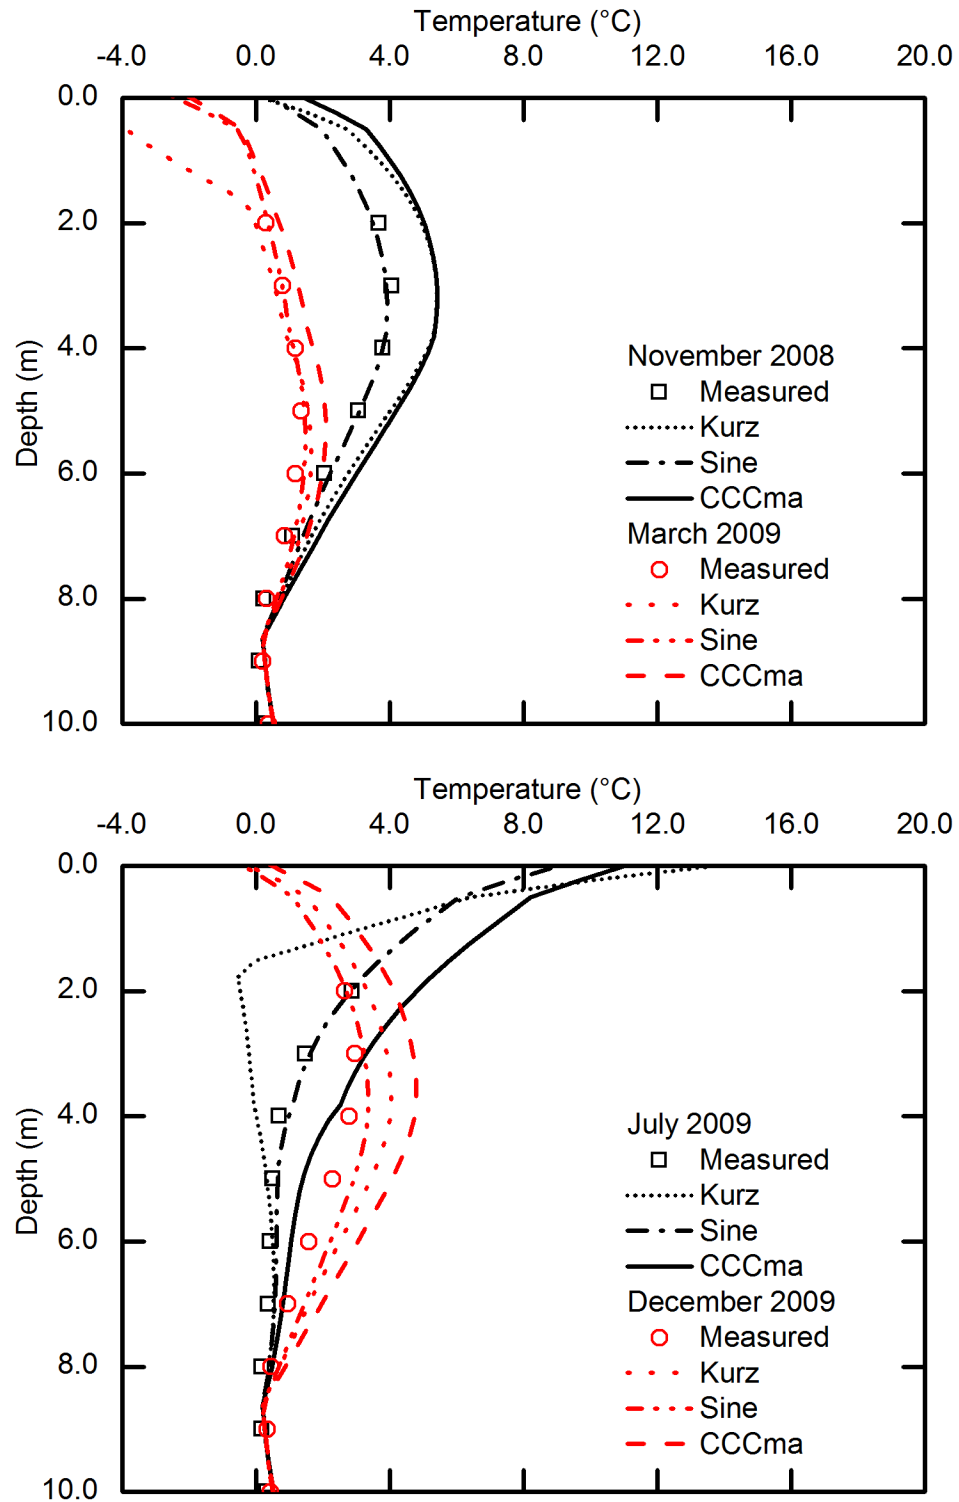 Temperature (°C)
-4.0 0.0 4.0 8.0 12.0 16.0 20.0
0.0
2.0
4.0
6.0
8.0
10.0
Depth (m)
November 2008
Measured
Kurz
Sine
CCCma
March 2009
Measured
Kurz
Sine
CCCma
Temperature (°C)
-4.0 0.0 4.0 8.0 12.0 16.0 20.0
0.0
2.0
4.0
6.0
8.0
10.0
Depth (m)
July 2009
Measured
Kurz
Sine
CCCma
December 2009
Measured
Kurz
Sine
CCCma